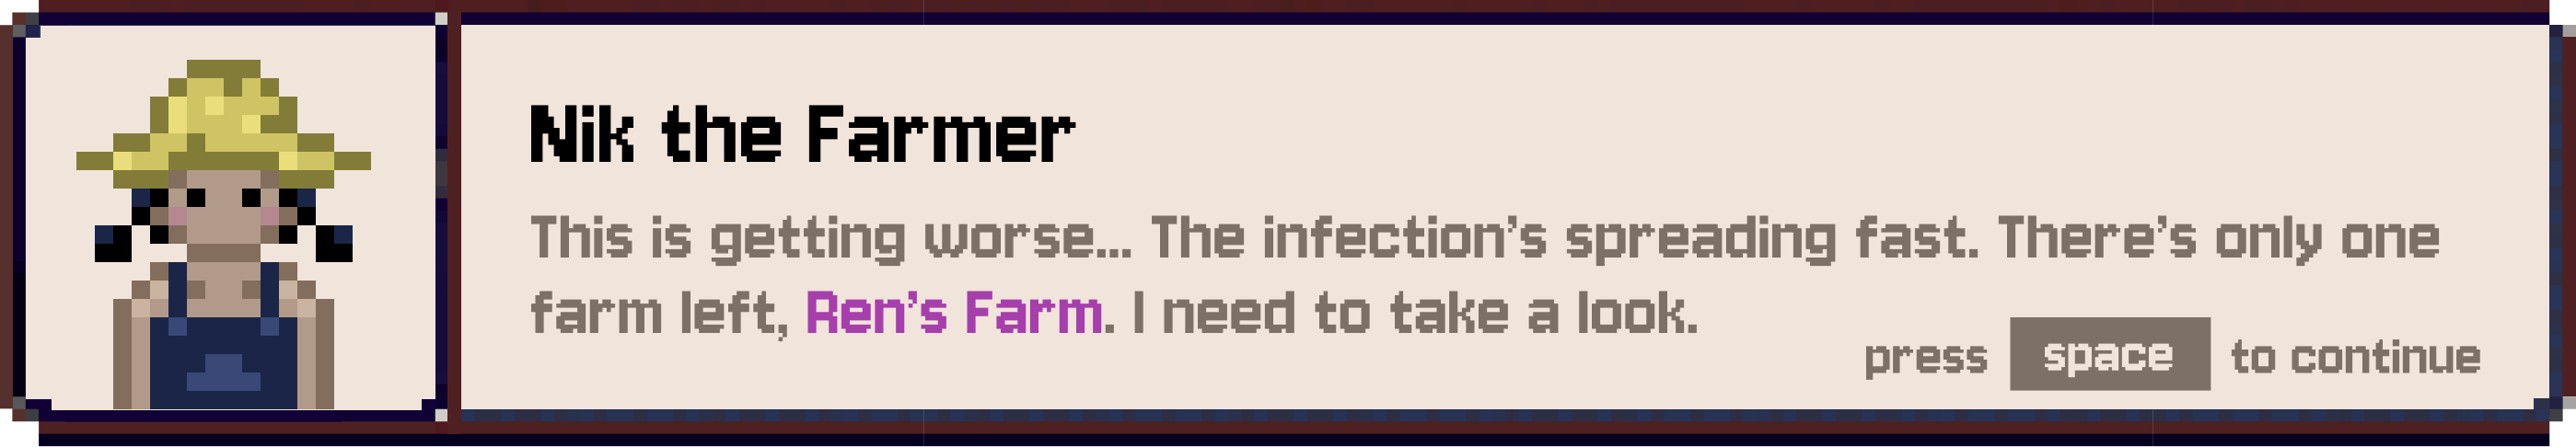 Nik the Farmer
This is getting worse... The infection's spreading fast. There's only one
farm left, Ren's Farm. I need to take a look.
press space to continue